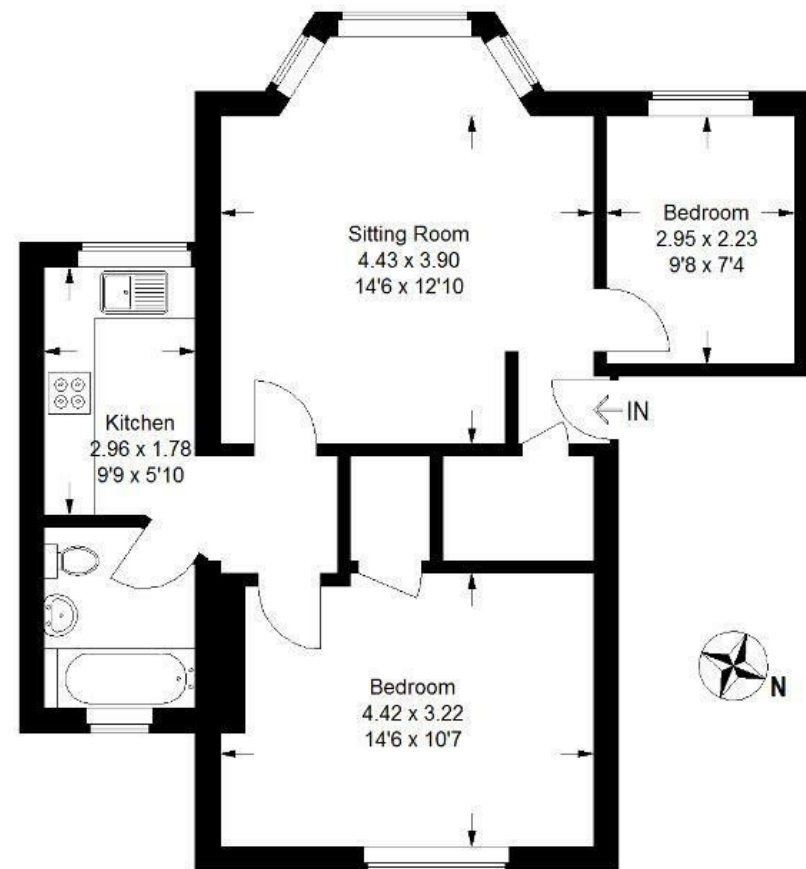 Sitting Room
4.43 x 3.90
14'6 x 12'10
Bedroom
2.95 x 2.23
9'8 x 7'4
IN
Kitchen
2.96 x 1.78
9'9 x 5'10
Bedroom
4.42 x 3.22
14'6 x 10'7
N